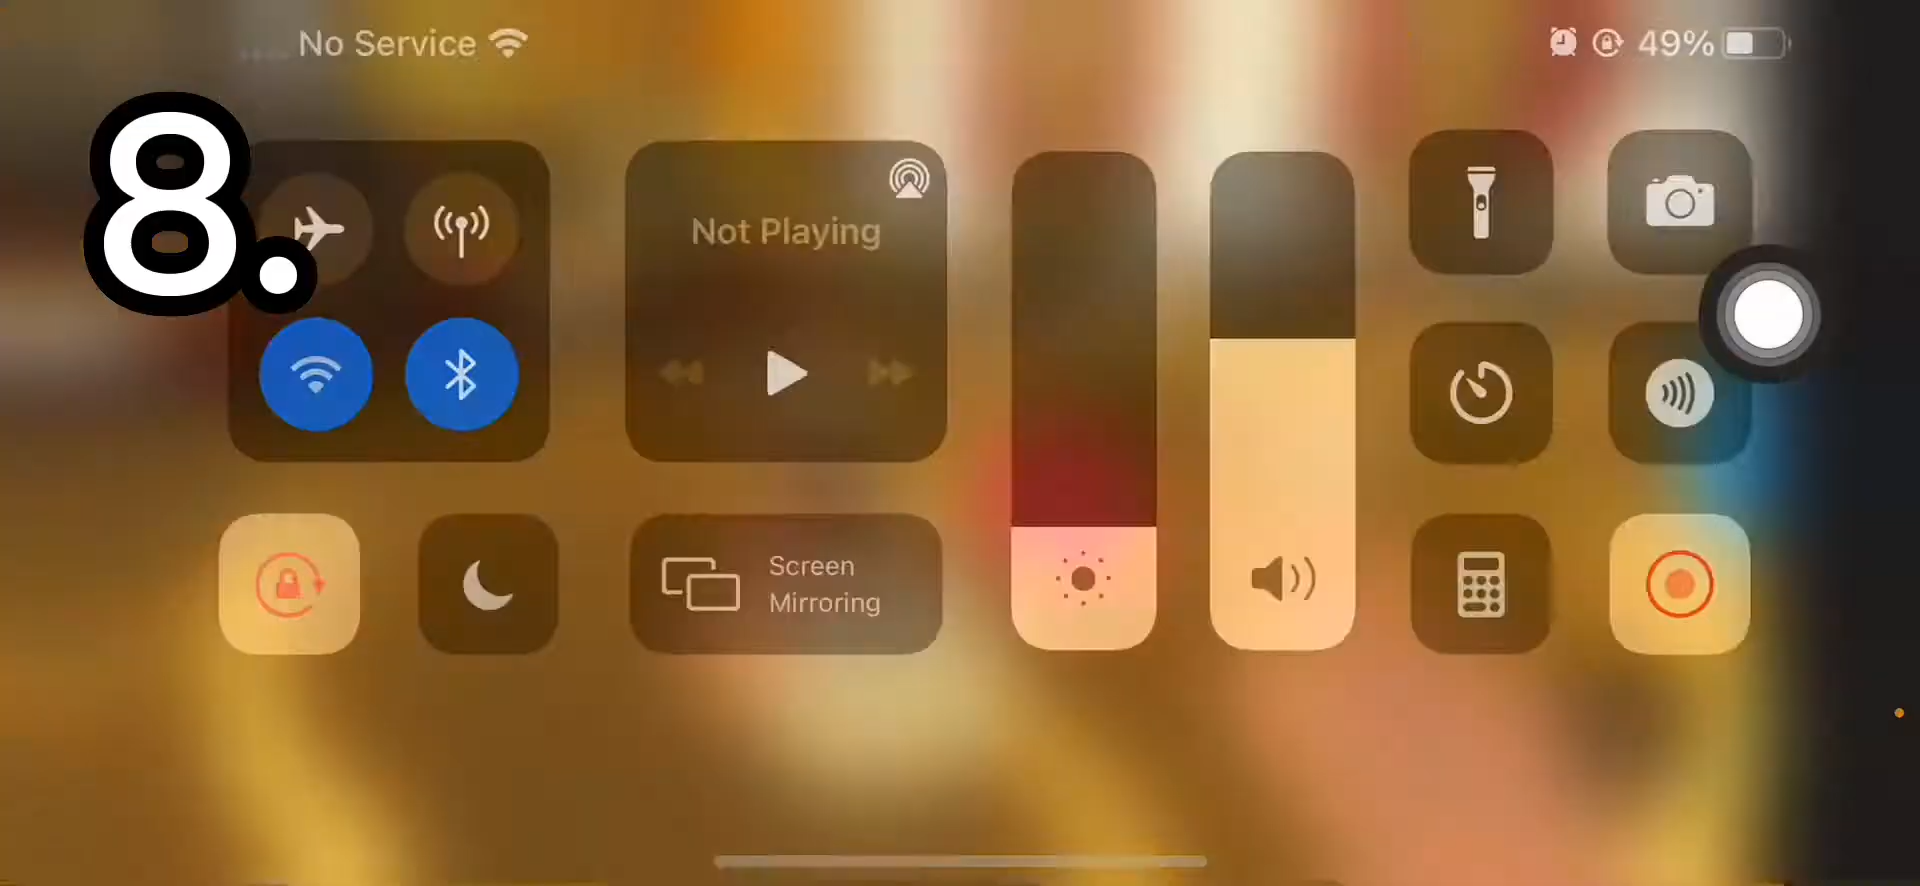 No Service
49%
8.
Not Playing
Screen
Mirroring